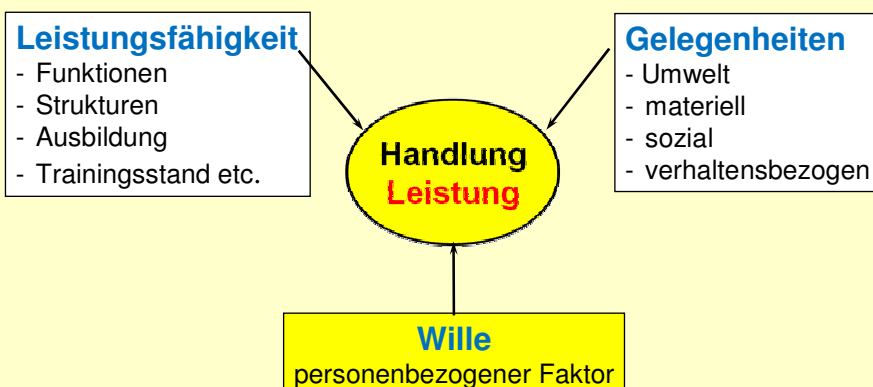 Leistungsfähigkeit
- Funktionen
- Strukturen
- Ausbildung
- Trainingsstand etc.
Gelegenheiten
- Umwelt
- materiell
- sozial
- verhaltensbezogen
Handlung
Leistung
Wille
personenbezogener Faktor